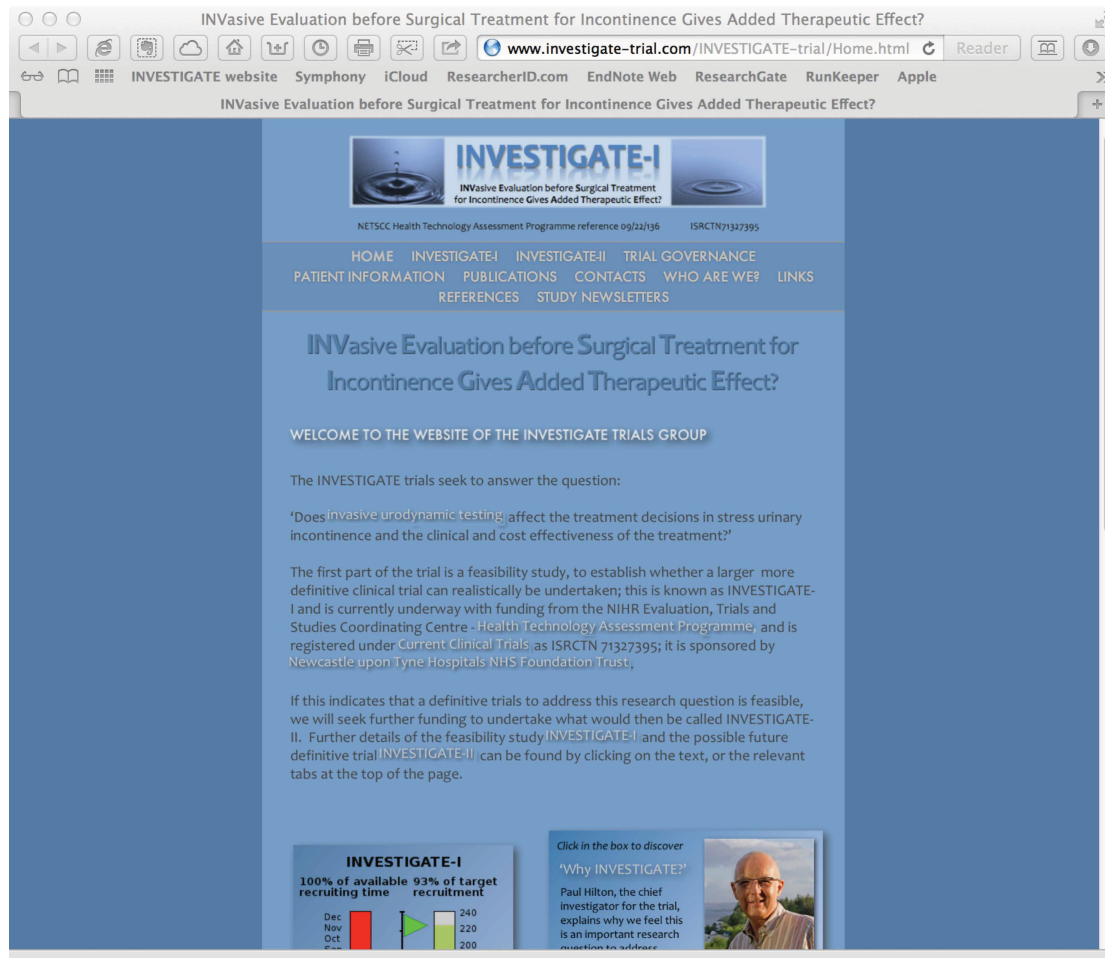 INVasive Evaluation before Surgical Treatment for Incontinence Gives Added Therapeutic Effect?
www.investigate-trial.com/INVESTIGATE-trial/Home.html
Reader
INVESTIGATE website Symphony iCloud ResearcherID.com EndNote Web ResearchGate RunKeeper Apple
INVasive Evaluation before Surgical Treatment for Incontinence Gives Added Therapeutic Effect?
INVESTIGATE-I
INVasive Evaluation before Surgical Treatment
for Incontinence Gives Added Therapeutic Effect?
NETSCC Health Technology Assessment Programme reference 09/22/136 ISRCTN71327395
HOME INVESTIGATE-I INVESTIGATE-II TRIAL GOVERNANCE
PATIENT INFORMATION PUBLICATIONS CONTACTS WHO ARE WE? LINKS
REFERENCES STUDY NEWSLETTERS
INVasive Evaluation before Surgical Treatment for
Incontinence Gives Added Therapeutic Effect?
WELCOME TO THE WEBSITE OF THE INVESTIGATE TRIALS GROUP
The INVESTIGATE trials seek to answer the question:
‘Does invasive urodynamic testing affect the treatment decisions in stress urinary
incontinence and the clinical and cost effectiveness of the treatment?’
The first part of the trial is a feasibility study, to establish whether a larger more
definitive clinical trial can realistically be undertaken; this is known as INVESTIGATE-
I and is currently underway with funding from the NIHR Evaluation, Trials and
Studies Coordinating Centre - Health Technology Assessment Programme, and is
registered under Current Clinical Trials as ISRCTN 71327395; it is sponsored by
Newcastle upon Tyne Hospitals NHS Foundation Trust.
If this indicates that a definitive trials to address this research question is feasible,
we will seek further funding to undertake what would then be called INVESTIGATE-
II. Further details of the feasibility study INVESTIGATE-I and the possible future
definitive trial INVESTIGATE-II can be found by clicking on the text, or the relevant
tabs at the top of the page.
INVESTIGATE-I
100% of available 93% of target
recruiting time recruitment
Dec 240
Nov 220
Oct 200
Sep
Click in the box to discover
‘Why INVESTIGATE?’
Paul Hilton, the chief
investigator for the trial,
explains why we feel this
is an important research
question to address